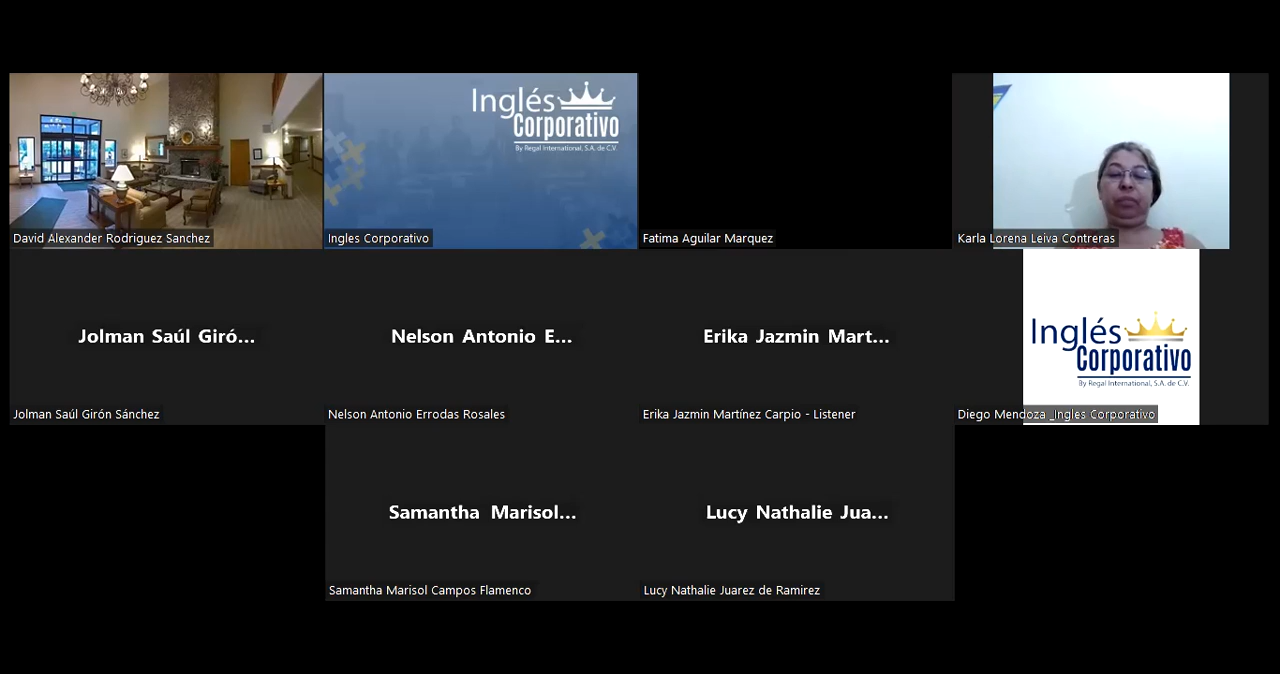 Inglés
Corporativo
By Regal International, S.A. de C.V.
David Alexander Rodriguez Sanchez
Ingles Corporativo
Fatima Aguilar Marquez
Karla Lorena Leiva Contreras
Jolman Saúl Giró...
Nelson Antonio E...
Erika Jazmin Mart...
Inglés
Corporativo
By Regal International, S.A. de C.V.
Jolman Saúl Girón Sánchez
Nelson Antonio Errodas Rosales
Erika Jazmin Martínez Carpio - Listener
Diego Mendoza _Ingles Corporativo
Samantha Marisol...
Lucy Nathalie Jua...
Samantha Marisol Campos Flamenco
Lucy Nathalie Juarez de Ramirez